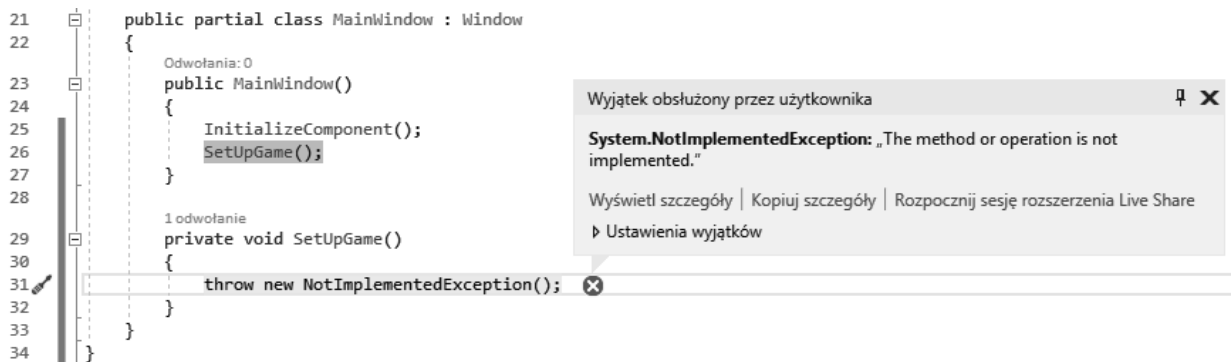 21 public partial class MainWindow : Window
22 {
Odwołania: 0
23 public MainWindow()
24 {
25 InitializeComponent();
26 SetUpGame();
27 }
28
1 odwołanie
29 private void SetUpGame()
30 {
31 throw new NotImplementedException();
32 }
33 }
34 }
Wyjątek obsłużony przez użytkownika
System.NotImplementedException: „The method or operation is not
implemented.”
Wyświetl szczegóły | Kopiuj szczegóły | Rozpocznij sesję rozszerzenia Live Share
Ustawienia wyjątków